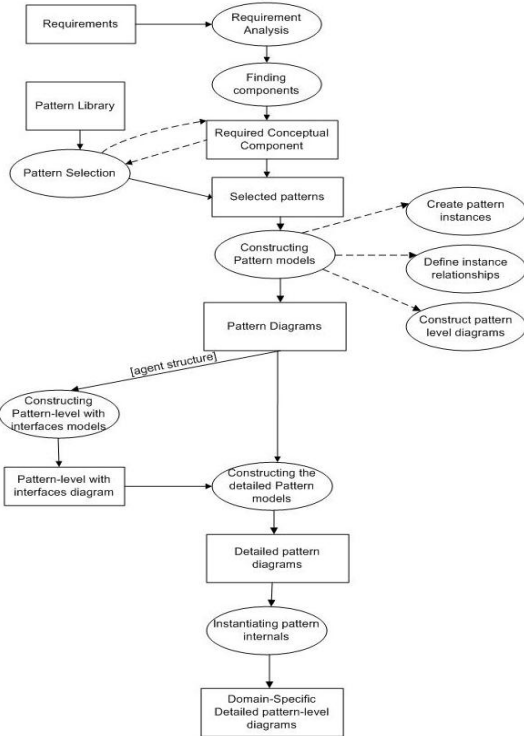 Requirements
Requirement
Analysis
Finding
components
Pattern Library
Required Conceptual
Component
Pattern Selection
Selected patterns
Create pattern
instances
Constructing
Pattern models
Define instance
relationships
Construct pattern
level diagrams
Pattern Diagrams
[agent structure]
Constructing
Pattern-level with
interfaces models
Pattern-level with
interfaces diagram
Constructing the
detailed Pattern
models
Detailed pattern
diagrams
Instantiating pattern
internals
Domain-Specific
Detailed pattern-level
diagrams